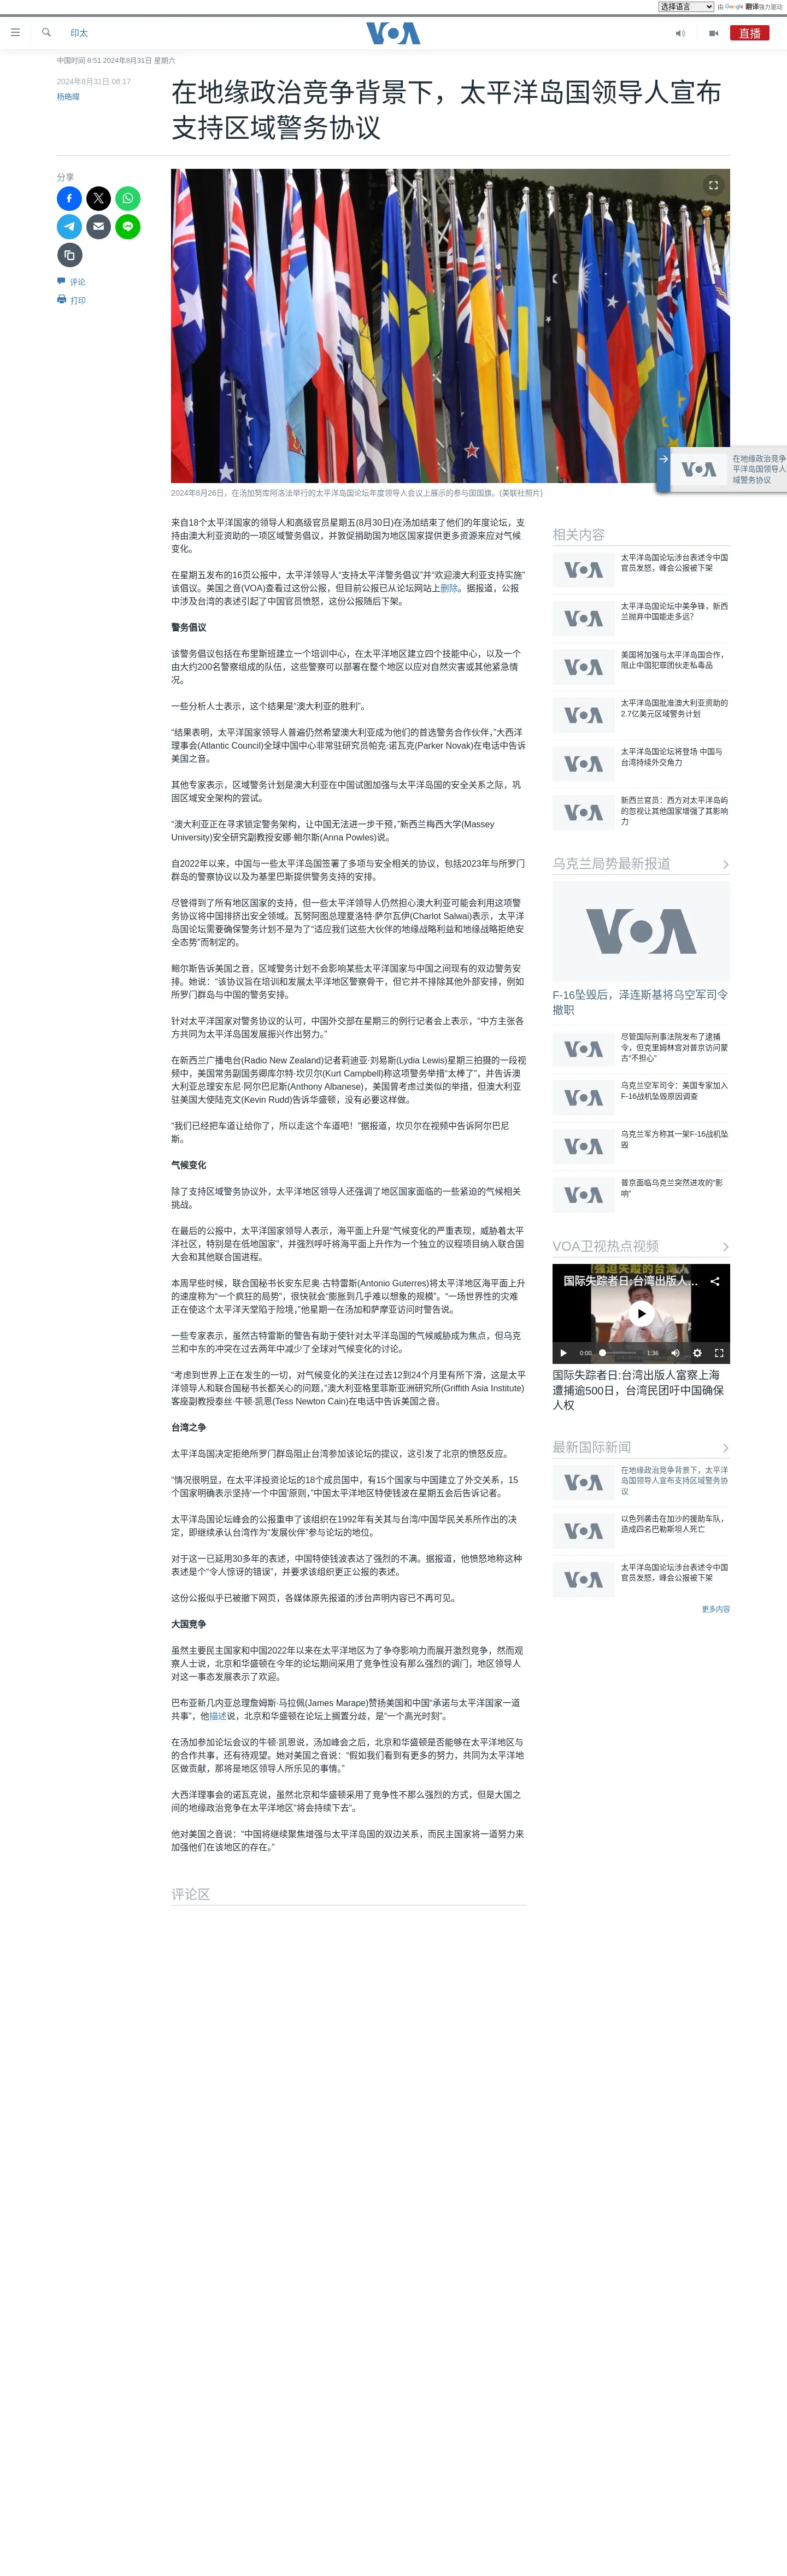 选择语言 由 Google 翻译强力驱动
印太
VOA
直播
中国时间 8:51 2024年8月31日 星期六
2024年8月31日 08:17
杨皓暐
在地缘政治竞争背景下，太平洋岛国领导人宣布
支持区域警务协议
分享
评论
打印
2024年8月26日，在汤加努库阿洛法举行的太平洋岛国论坛年度领导人会议上展示的参与国国旗。(美联社照片)
VOA
在地缘政治竞争
平洋岛国领导人
域警务协议
来自18个太平洋国家的领导人和高级官员星期五(8月30日)在汤加结束了他们的年度论坛，支
持由澳大利亚资助的一项区域警务倡议，并敦促捐助国为地区国家提供更多资源来应对气候
变化。
在星期五发布的16页公报中，太平洋领导人“支持太平洋警务倡议”并“欢迎澳大利亚支持实施”
该倡议。美国之音(VOA)查看过这份公报，但目前公报已从论坛网站上删除。据报道，公报
中涉及台湾的表述引起了中国官员愤怒，这份公报随后下架。
警务倡议
该警务倡议包括在布里斯班建立一个培训中心，在太平洋地区建立四个技能中心，以及一个
由大约200名警察组成的队伍，这些警察可以部署在整个地区以应对自然灾害或其他紧急情
况。
一些分析人士表示，这个结果是“澳大利亚的胜利”。
“结果表明，太平洋国家领导人普遍仍然希望澳大利亚成为他们的首选警务合作伙伴，”大西洋
理事会(Atlantic Council)全球中国中心非常驻研究员帕克·诺瓦克(Parker Novak)在电话中告诉
美国之音。
其他专家表示，区域警务计划是澳大利亚在中国试图加强与太平洋岛国的安全关系之际，巩
固区域安全架构的尝试。
“澳大利亚正在寻求锁定警务架构，让中国无法进一步干预，”新西兰梅西大学(Massey
University)安全研究副教授安娜·鲍尔斯(Anna Powles)说。
自2022年以来，中国与一些太平洋岛国签署了多项与安全相关的协议，包括2023年与所罗门
群岛的警察协议以及为基里巴斯提供警务支持的安排。
尽管得到了所有地区国家的支持，但一些太平洋领导人仍然担心澳大利亚可能会利用这项警
务协议将中国排挤出安全领域。瓦努阿图总理夏洛特·萨尔瓦伊(Charlot Salwai)表示，太平洋
岛国论坛需要确保警务计划不是为了“适应我们这些大伙伴的地缘战略利益和地缘战略拒绝安
全态势”而制定的。
鲍尔斯告诉美国之音，区域警务计划不会影响某些太平洋国家与中国之间现有的双边警务安
排。她说：“该协议旨在培训和发展太平洋地区警察骨干，但它并不排除其他外部安排，例如
所罗门群岛与中国的警务安排。
针对太平洋国家对警务协议的认可，中国外交部在星期三的例行记者会上表示，“中方主张各
方共同为太平洋岛国发展振兴作出努力。”
在新西兰广播电台(Radio New Zealand)记者莉迪亚·刘易斯(Lydia Lewis)星期三拍摄的一段视
频中，美国常务副国务卿库尔特·坎贝尔(Kurt Campbell)称这项警务举措“太棒了”，并告诉澳
大利亚总理安东尼·阿尔巴尼斯(Anthony Albanese)，美国曾考虑过类似的举措，但澳大利亚
驻美国大使陆克文(Kevin Rudd)告诉华盛顿，没有必要这样做。
“我们已经把车道让给你了，所以走这个车道吧！”据报道，坎贝尔在视频中告诉阿尔巴尼
斯。
气候变化
除了支持区域警务协议外，太平洋地区领导人还强调了地区国家面临的一些紧迫的气候相关
挑战。
在最后的公报中，太平洋国家领导人表示，海平面上升是“气候变化的严重表现，威胁着太平
洋社区，特别是在低地国家”，并强烈呼吁将海平面上升作为一个独立的议程项目纳入联合国
大会和其他联合国进程。
本周早些时候，联合国秘书长安东尼奥·古特雷斯(Antonio Guterres)将太平洋地区海平面上升
的速度称为“一个疯狂的局势”，很快就会“膨胀到几乎难以想象的规模”。“一场世界性的灾难
正在使这个太平洋天堂陷于险境，”他星期一在汤加和萨摩亚访问时警告说。
一些专家表示，虽然古特雷斯的警告有助于使针对太平洋岛国的气候威胁成为焦点，但乌克
兰和中东的冲突在过去两年中减少了全球对气候变化的讨论。
“考虑到世界上正在发生的一切，对气候变化的关注在过去12到24个月里有所下滑，这是太平
洋领导人和联合国秘书长都关心的问题，”澳大利亚格里菲斯亚洲研究所(Griffith Asia Institute)
客座副教授泰丝·牛顿·凯恩(Tess Newton Cain)在电话中告诉美国之音。
台湾之争
太平洋岛国决定拒绝所罗门群岛阻止台湾参加该论坛的提议，这引发了北京的愤怒反应。
“情况很明显，在太平洋投资论坛的18个成员国中，有15个国家与中国建立了外交关系，15
个国家明确表示坚持‘一个中国’原则，”中国太平洋地区特使钱波在星期五会后告诉记者。
太平洋岛国论坛峰会的公报重申了该组织在1992年有关其与台湾/中国华民关系所作出的决
定，即继续承认台湾作为“发展伙伴”参与论坛的地位。
对于这一已延用30多年的表述，中国特使钱波表达了强烈的不满。据报道，他愤怒地称这种
表述是个“令人惊讶的错误”，并要求该组织更正公报的表述。
这份公报似乎已被撤下网页，各媒体原先报道的涉台声明内容已不再可见。
大国竞争
虽然主要民主国家和中国2022年以来在太平洋地区为了争夺影响力而展开激烈竞争，然而观
察人士说，北京和华盛顿在今年的论坛期间采用了竞争性没有那么强烈的调门，地区领导人
对这一事态发展表示了欢迎。
巴布亚新几内亚总理詹姆斯·马拉佩(James Marape)赞扬美国和中国“承诺与太平洋国家一道
共事”，他描述说，北京和华盛顿在论坛上搁置分歧，是“一个高光时刻”。
在汤加参加论坛会议的牛顿·凯恩说，汤加峰会之后，北京和华盛顿是否能够在太平洋地区与
的合作共事，还有待观望。她对美国之音说：“假如我们看到有更多的努力，共同为太平洋地
区做贡献，那将是地区领导人所乐见的事情。”
大西洋理事会的诺瓦克说，虽然北京和华盛顿采用了竞争性不那么强烈的方式，但是大国之
间的地缘政治竞争在太平洋地区“将会持续下去”。
他对美国之音说：“中国将继续聚焦增强与太平洋岛国的双边关系，而民主国家将一道努力来
加强他们在该地区的存在。”
评论区
相关内容
VOA
太平洋岛国论坛涉台表述令中国
官员发怒，峰会公报被下架
VOA
太平洋岛国论坛中美争锋，新西
兰抛弃中国能走多远？
VOA
美国将加强与太平洋岛国合作，
阻止中国犯罪团伙走私毒品
VOA
太平洋岛国批准澳大利亚资助的
2.7亿美元区域警务计划
VOA
太平洋岛国论坛将登场 中国与
台湾持续外交角力
VOA
新西兰官员：西方对太平洋岛屿
的忽视让其他国家增强了其影响
力
乌克兰局势最新报道
VOA
F-16坠毁后，泽连斯基将乌空军司令
撤职
VOA
尽管国际刑事法院发布了逮捕
令，但克里姆林宫对普京访问蒙
古“不担心”
VOA
乌克兰空军司令：美国专家加入
F-16战机坠毁原因调查
VOA
乌克兰军方称其一架F-16战机坠
毁
VOA
普京面临乌克兰突然进攻的“影
响”
VOA卫视热点视频
国际失踪者日:台湾出版人…
0:00 1:36
国际失踪者日:台湾出版人富察上海
遭捕逾500日，台湾民团吁中国确保
人权
最新国际新闻
VOA
在地缘政治竞争背景下，太平洋
岛国领导人宣布支持区域警务协
议
VOA
以色列袭击在加沙的援助车队，
造成四名巴勒斯坦人死亡
VOA
太平洋岛国论坛涉台表述令中国
官员发怒，峰会公报被下架
更多内容